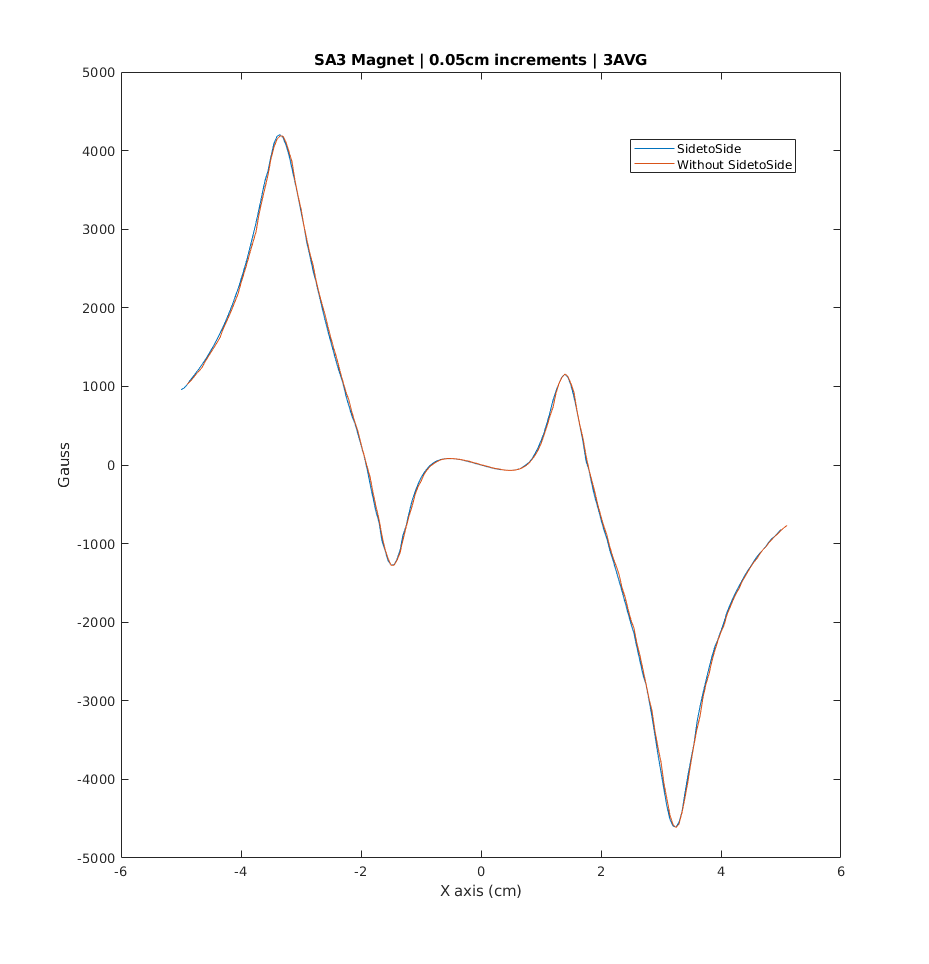 SA3 Magnet | 0.05cm increments | 3AVG
5000
4000
3000
2000
1000
0
-1000
-2000
-3000
-4000
-5000
Gauss
SidetoSide
Without SidetoSide
-6 -4 -2 0 2 4 6
X axis (cm)